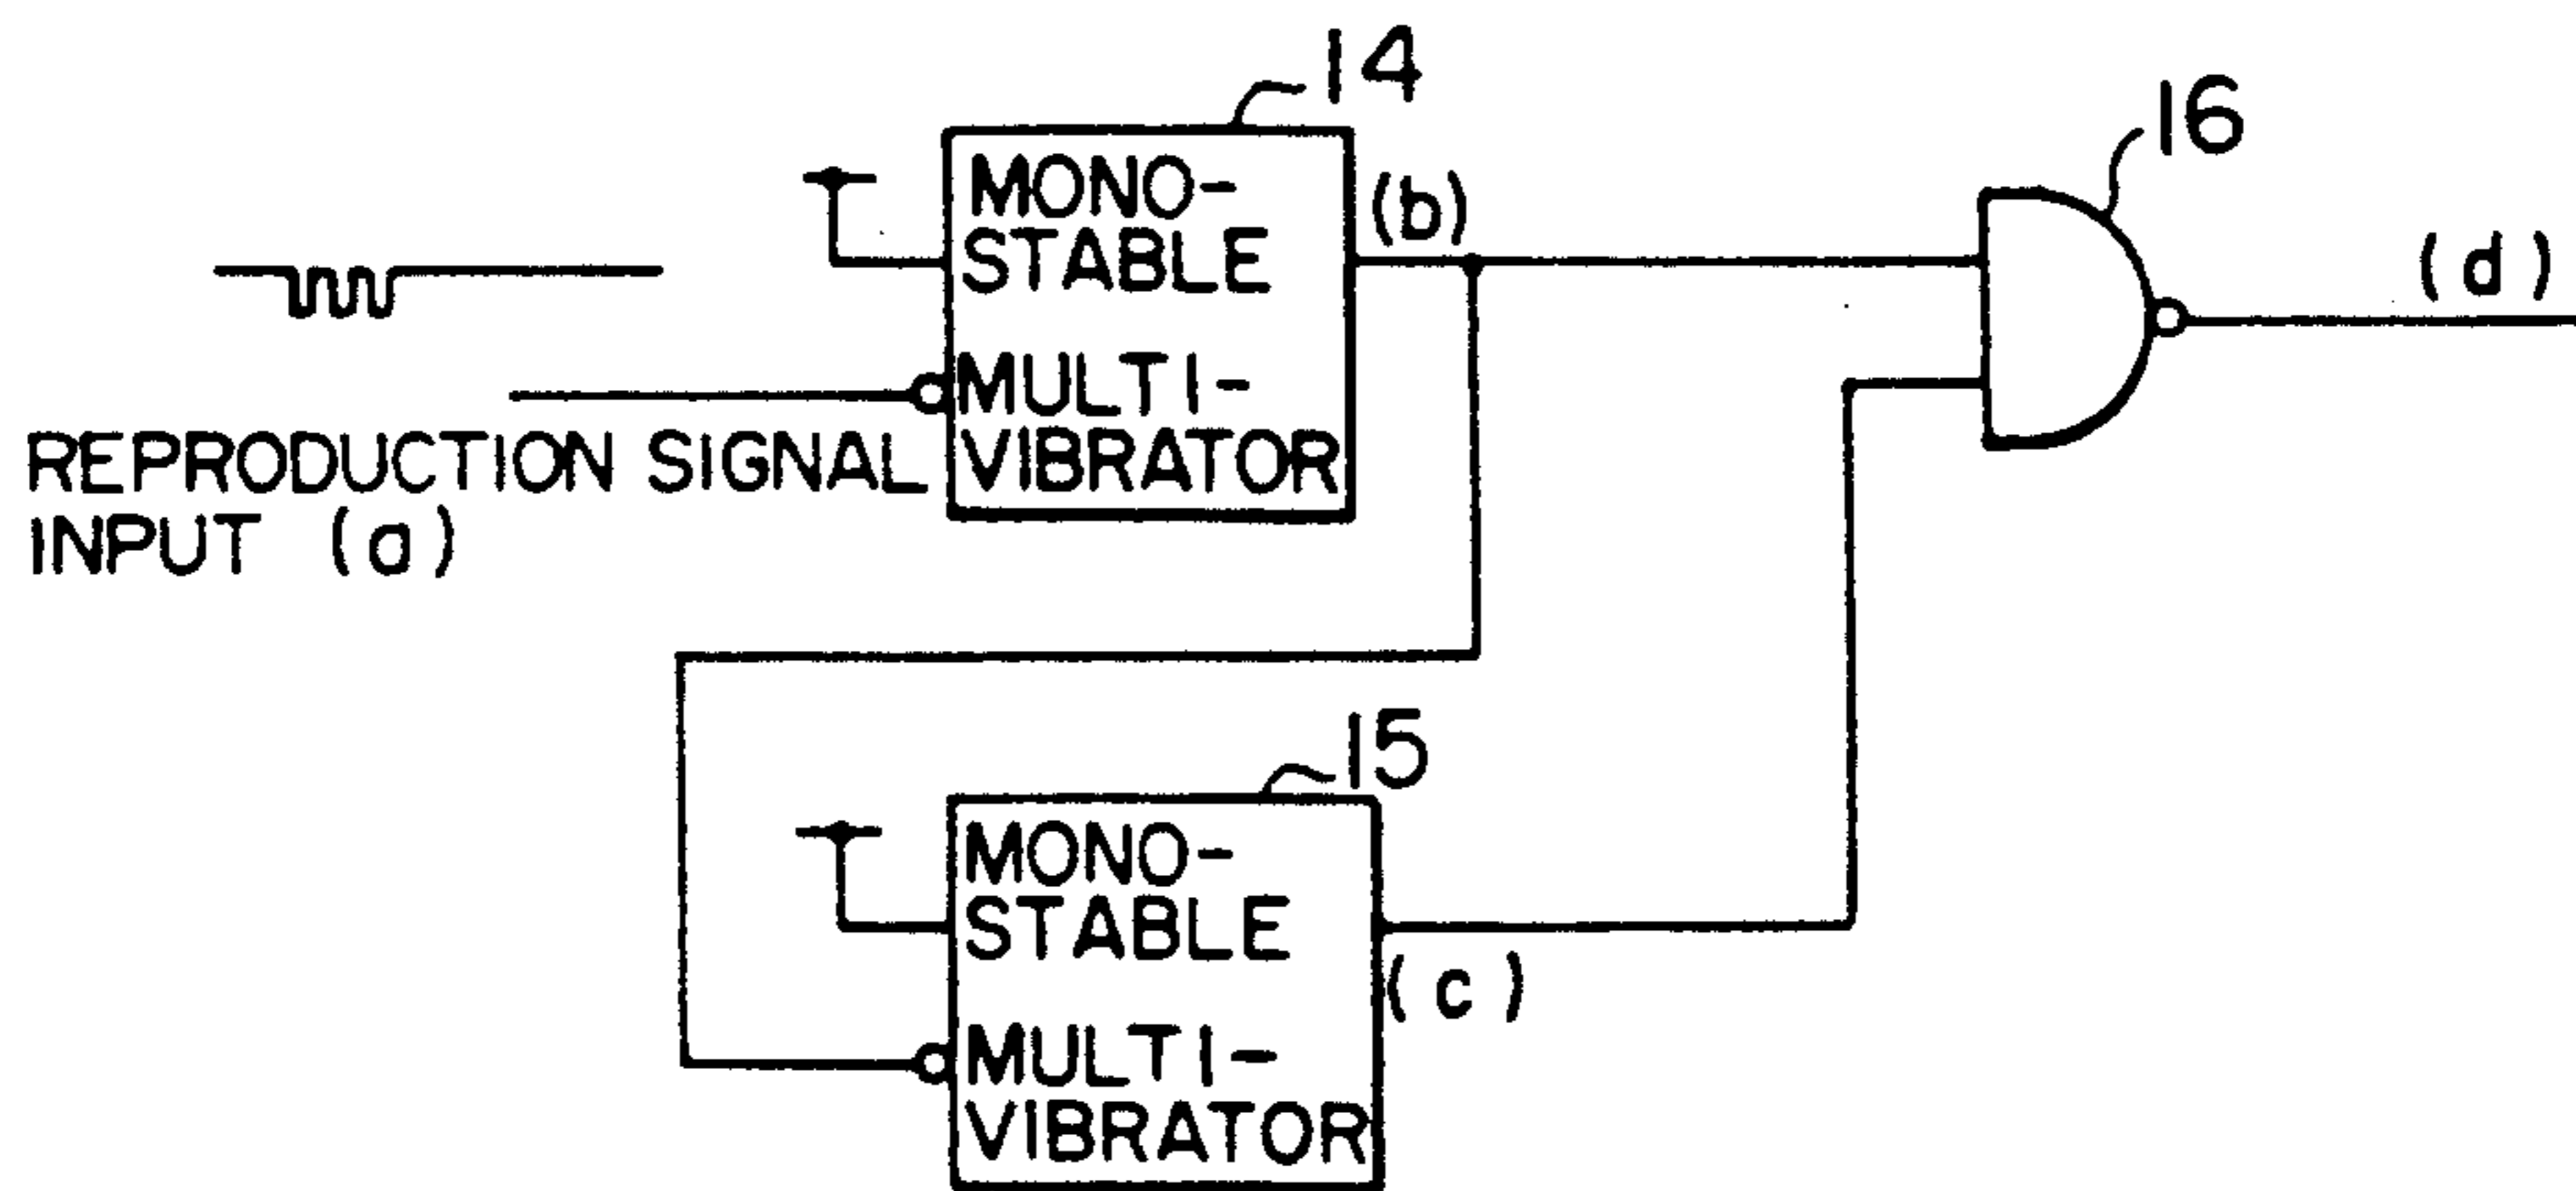 14
MONO-
STABLE
MULTI-
VIBRATOR
(b)
16
(d)
REPRODUCTION SIGNAL
INPUT (a)
15
MONO-
STABLE
MULTI-
VIBRATOR
(c)